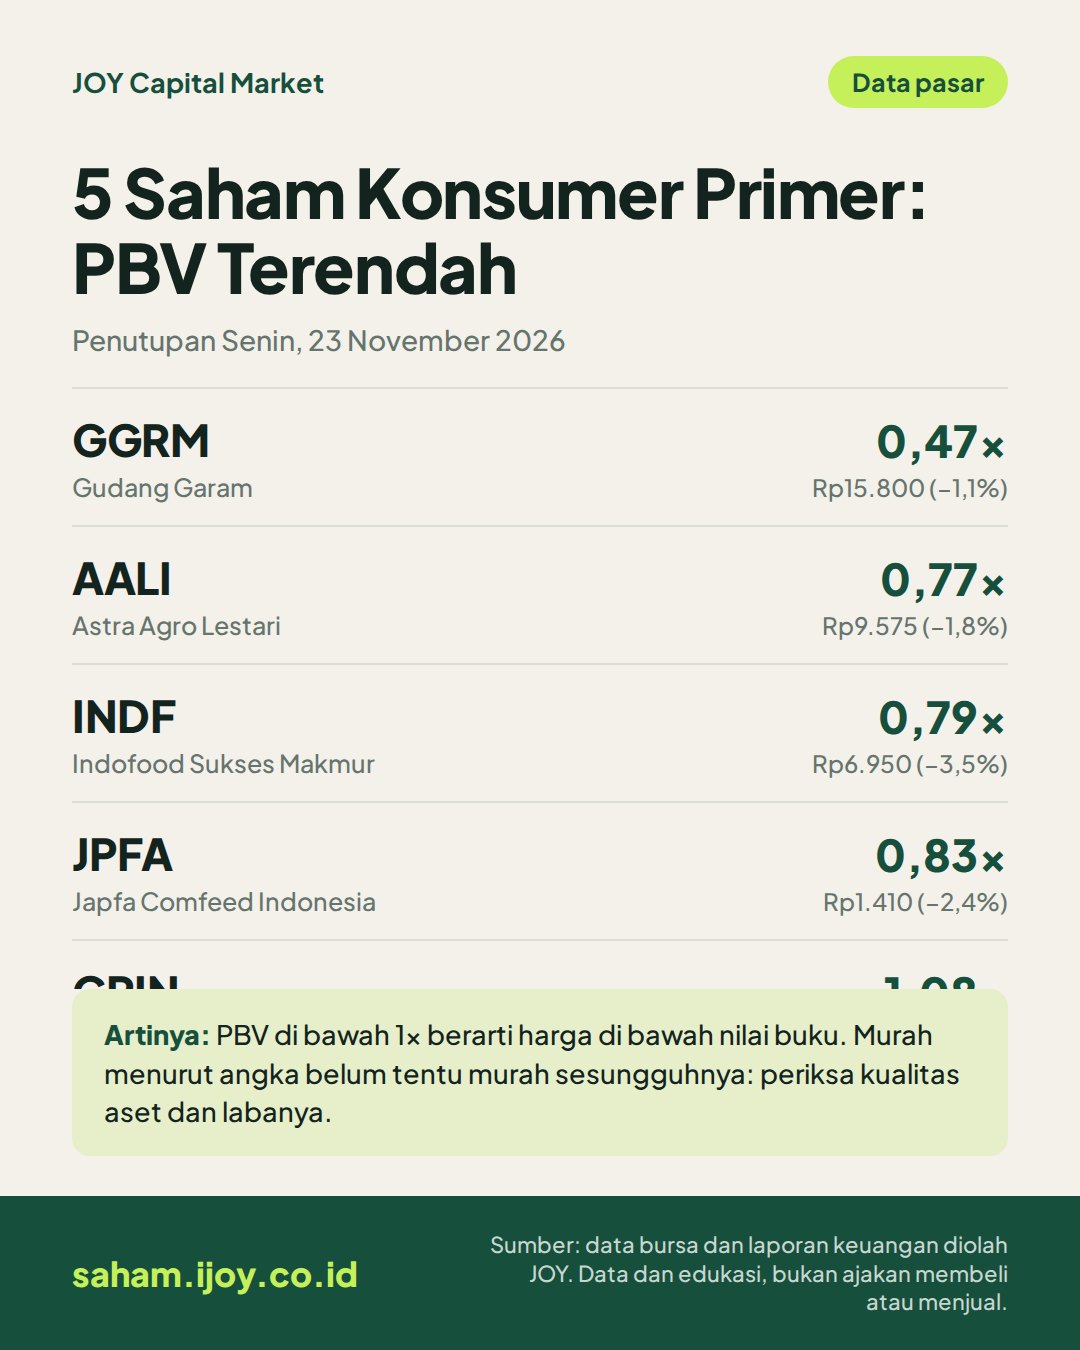 JOY Capital Market
Data pasar
5 Saham Konsumer Primer:
PBV Terendah
Penutupan Senin, 23 November 2026
GGRM
0,47×
Gudang Garam
Rp15.800 (−1,1%)
AALI
0,77×
Astra Agro Lestari
Rp9.575 (−1,8%)
INDF
0,79×
Indofood Sukses Makmur
Rp6.950 (−3,5%)
JPFA
0,83×
Japfa Comfeed Indonesia
Rp1.410 (−2,4%)
Artinya: PBV di bawah 1× berarti harga di bawah nilai buku. Murah
menurut angka belum tentu murah sesungguhnya: periksa kualitas
aset dan labanya.
saham.ijoy.co.id
Sumber: data bursa dan laporan keuangan diolah
JOY. Data dan edukasi, bukan ajakan membeli
atau menjual.